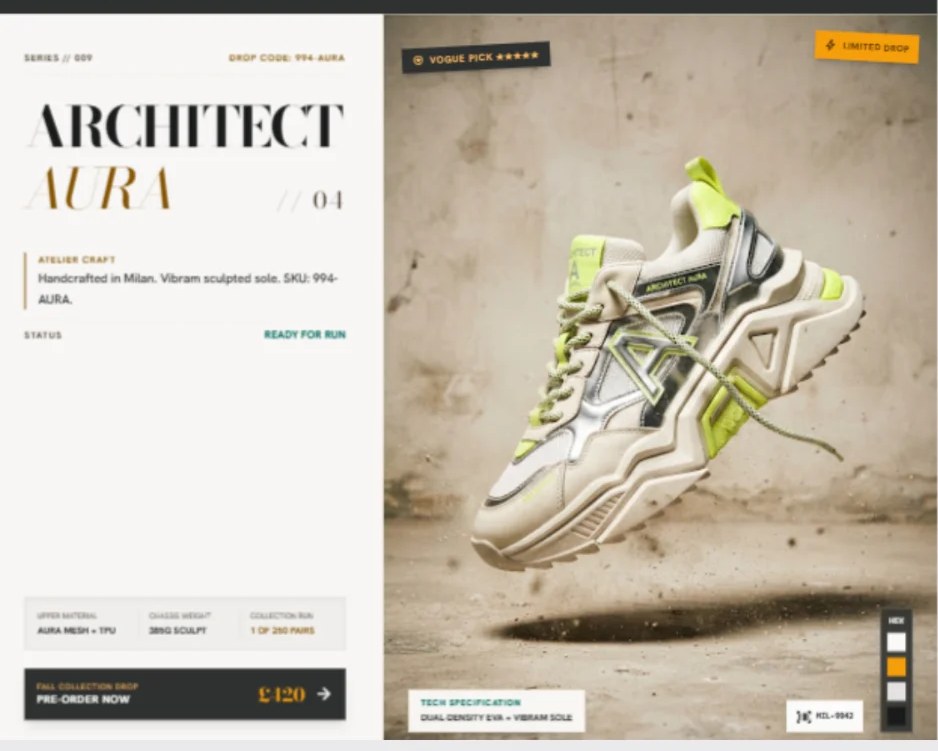 SERIES // 009
DROP CODE: 994-AURA
ARCHITECT
AURA
// 04
ATELIER CRAFT
Handcrafted in Milan. Vibram sculpted sole. SKU: 994-
AURA.
STATUS
READY FOR RUN
UPPER MATERIAL
AURA MESH + TPU
CHASSIS WEIGHT
385G SCULPT
COLLECTION RUN
1 OF 250 PAIRS
FALL COLLECTION DROP
PRE-ORDER NOW
£420 →
VOGUE PICK ★★★★★
LIMITED DROP
ARCHITECT AURA
TECH SPECIFICATION
DUAL-DENSITY EVA + VIBRAM SOLE
HEX